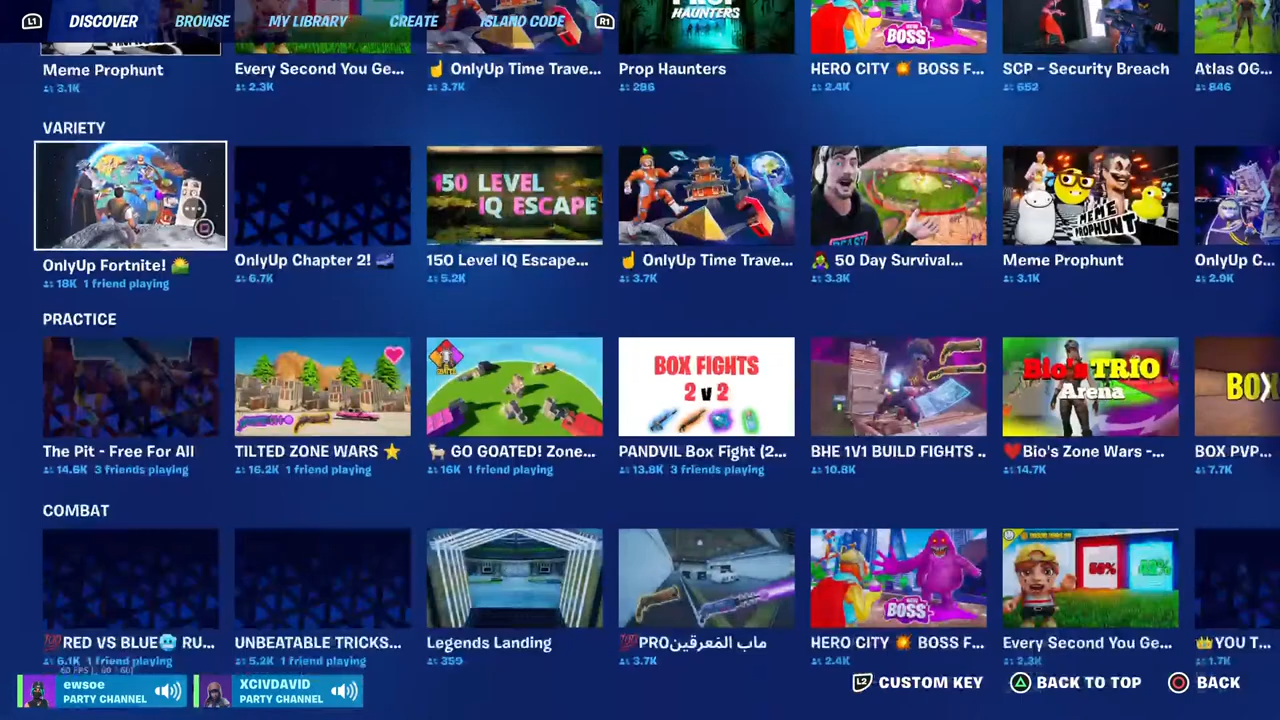 L1 DISCOVER BROWSE MY LIBRARY CREATE ISLAND CODE R1
HAUNTERS
BOSS
Meme Prophunt
3.1K
Every Second You Ge...
2.3K
☝ OnlyUp Time Trave...
3.7K
Prop Haunters
286
HERO CITY 💥 BOSS F...
2.4K
SCP - Security Breach
652
Atlas OG...
846
VARIETY
150 LEVEL
IQ ESCAPE
MEME
PROPHUNT
OnlyUp Fortnite! 🌄
18K 1 friend playing
OnlyUp Chapter 2! 🌌
6.7K
150 Level IQ Escape...
5.2K
☝ OnlyUp Time Trave...
3.7K
🧟 50 Day Survival...
3.3K
Meme Prophunt
3.1K
OnlyUp C...
2.9K
PRACTICE
BOX FIGHTS
2 v 2
Bio's TRIO
Arena
BOX
The Pit - Free For All
14.6K 3 friends playing
TILTED ZONE WARS ⭐
16.2K 1 friend playing
🐐 GO GOATED! Zone...
16K 1 friend playing
PANDVIL Box Fight (2...
13.8K 3 friends playing
BHE 1V1 BUILD FIGHTS ..
10.8K
❤️Bio's Zone Wars -...
14.7K
BOX PVP...
7.7K
COMBAT
BOSS
50%
💯RED VS BLUE🥶 RU...
6.1K 1 friend playing
UNBEATABLE TRICKS...
5.2K 1 friend playing
Legends Landing
359
💯PROماب المَعرقين
3.7K
HERO CITY 💥 BOSS F...
2.4K
Every Second You Ge...
2.3K
👑YOU T...
1.7K
ewsoe
PARTY CHANNEL
XCIVDAVID
PARTY CHANNEL
L2 CUSTOM KEY
BACK TO TOP
BACK